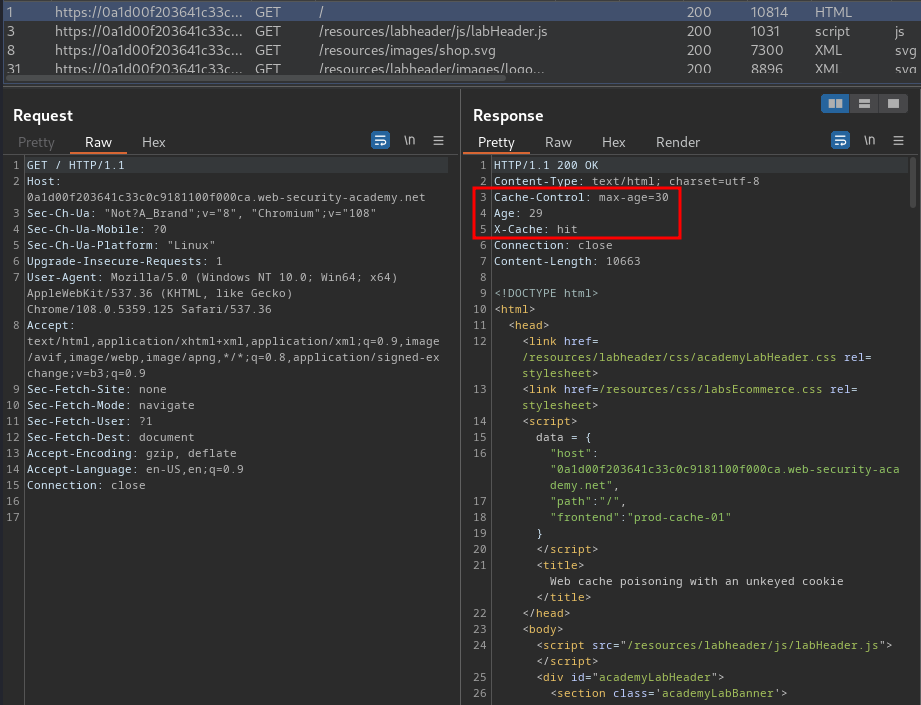 1 https://0a1d00f203641c33c... GET / 200 10814 HTML
3 https://0a1d00f203641c33c... GET /resources/labheader/js/labHeader.js 200 1031 script js
8 https://0a1d00f203641c33c... GET /resources/images/shop.svg 200 7300 XML svg
31 https://0a1d00f203641c33c... GET /resources/labheader/images/logo... 200 8896 XML svg
Request
Pretty Raw Hex \n
1 GET / HTTP/1.1
2 Host:
0a1d00f203641c33c0c9181100f000ca.web-security-academy.net
3 Sec-Ch-Ua: "Not?A_Brand";v="8", "Chromium";v="108"
4 Sec-Ch-Ua-Mobile: ?0
5 Sec-Ch-Ua-Platform: "Linux"
6 Upgrade-Insecure-Requests: 1
7 User-Agent: Mozilla/5.0 (Windows NT 10.0; Win64; x64)
AppleWebKit/537.36 (KHTML, like Gecko)
Chrome/108.0.5359.125 Safari/537.36
8 Accept:
text/html,application/xhtml+xml,application/xml;q=0.9,image
/avif,image/webp,image/apng,*/*;q=0.8,application/signed-ex
change;v=b3;q=0.9
9 Sec-Fetch-Site: none
10 Sec-Fetch-Mode: navigate
11 Sec-Fetch-User: ?1
12 Sec-Fetch-Dest: document
13 Accept-Encoding: gzip, deflate
14 Accept-Language: en-US,en;q=0.9
15 Connection: close
16
17
Response
Pretty Raw Hex Render \n
1 HTTP/1.1 200 OK
2 Content-Type: text/html; charset=utf-8
3 Cache-Control: max-age=30
4 Age: 29
5 X-Cache: hit
6 Connection: close
7 Content-Length: 10663
8
9 <!DOCTYPE html>
10 <html>
11 <head>
12 <link href=
/resources/labheader/css/academyLabHeader.css rel=
stylesheet>
13 <link href=/resources/css/labsEcommerce.css rel=
stylesheet>
14 <script>
15 data = {
16 "host":
"0a1d00f203641c33c0c9181100f000ca.web-security-aca
demy.net",
17 "path":"/",
18 "frontend":"prod-cache-01"
19 }
20 </script>
21 <title>
Web cache poisoning with an unkeyed cookie
</title>
22 </head>
23 <body>
24 <script src="/resources/labheader/js/labHeader.js">
</script>
25 <div id="academyLabHeader">
26 <section class='academyLabBanner'>